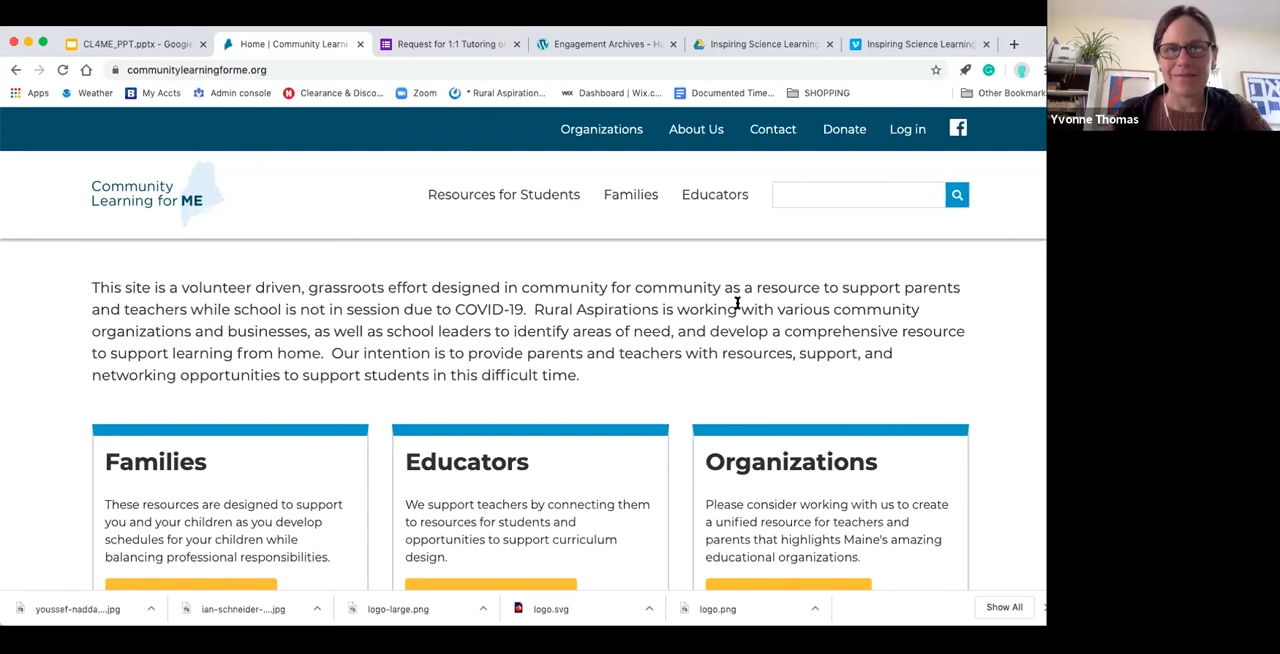 CL4ME_PPT.pptx - Google
Home | Community Learni
Request for 1:1 Tutoring o
Engagement Archives - H
Inspiring Science Learning
Inspiring Science Learning
communitylearningforme.org
Apps
Weather
My Accts
Admin console
Clearance & Disco...
Zoom
* Rural Aspiration...
WIX Dashboard | Wix.c...
Documented Time...
SHOPPING
Other Bookmark
Yvonne Thomas
Organizations
About Us
Contact
Donate
Log in
Community
Learning for ME
Resources for Students
Families
Educators
This site is a volunteer driven, grassroots effort designed in community for community as a resource to support parents
and teachers while school is not in session due to COVID-19. Rural Aspirations is working with various community
organizations and businesses, as well as school leaders to identify areas of need, and develop a comprehensive resource
to support learning from home. Our intention is to provide parents and teachers with resources, support, and
networking opportunities to support students in this difficult time.
Families
These resources are designed to support
you and your children as you develop
schedules for your children while
balancing professional responsibilities.
Educators
We support teachers by connecting them
to resources for students and
opportunities to support curriculum
design.
Organizations
Please consider working with us to create
a unified resource for teachers and
parents that highlights Maine's amazing
educational organizations.
youssef-nadda....jpg
ian-schneider-....jpg
logo-large.png
logo.svg
logo.png
Show All